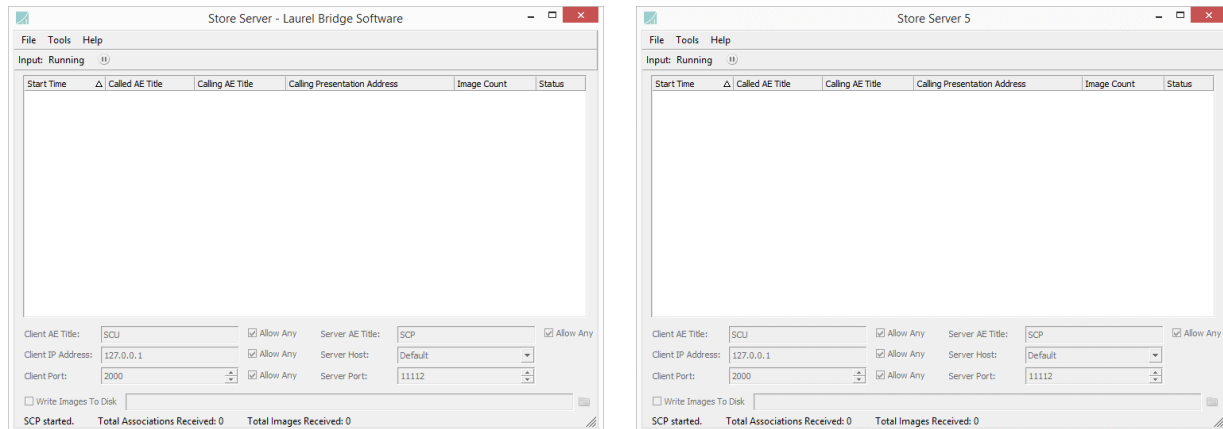 Store Server - Laurel Bridge Software
File Tools Help
Input: Running
Start Time Called AE Title Calling AE Title Calling Presentation Address Image Count Status
Client AE Title: SCU Allow Any Server AE Title: SCP Allow Any
Client IP Address: 127.0.0.1 Allow Any Server Host: Default
Client Port: 2000 Allow Any Server Port: 11112
Write Images To Disk
SCP started. Total Associations Received: 0 Total Images Received: 0
Store Server 5
File Tools Help
Input: Running
Start Time Called AE Title Calling AE Title Calling Presentation Address Image Count Status
Client AE Title: SCU Allow Any Server AE Title: SCP Allow Any
Client IP Address: 127.0.0.1 Allow Any Server Host: Default
Client Port: 2000 Allow Any Server Port: 11112
Write Images To Disk
SCP started. Total Associations Received: 0 Total Images Received: 0